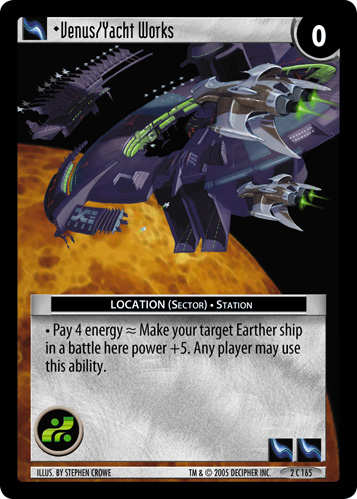 •Venus/Yacht Works
0
LOCATION (SECTOR) • STATION
• Pay 4 energy ≈ Make your target Earther ship
in a battle here power +5. Any player may use
this ability.
ILLUS. BY STEPHEN CROWE
TM & © 2005 DECIPHER INC.
2 C 165